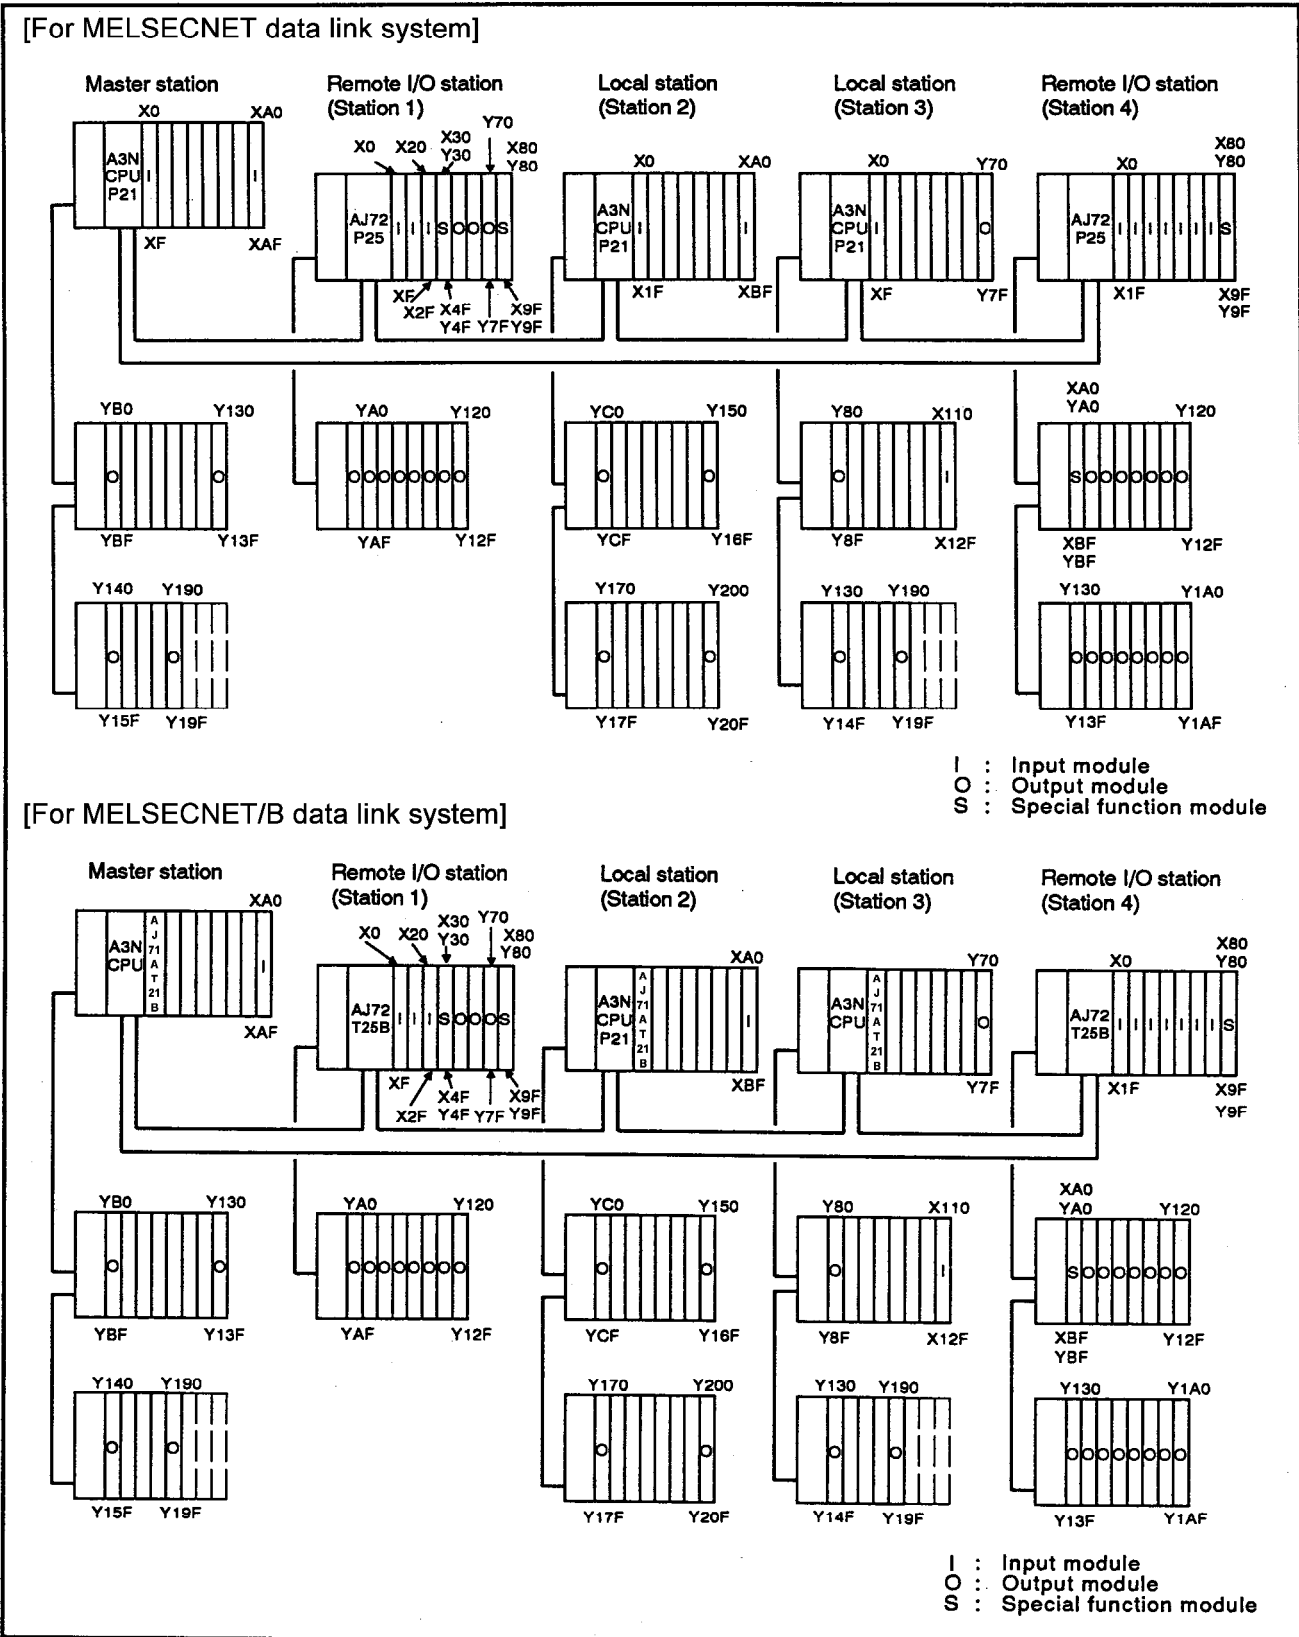 [For MELSECNET data link system]
Master station
Remote I/O station
(Station 1)
Local station
(Station 2)
Local station
(Station 3)
Remote I/O station
(Station 4)
X0 XA0
A3N
CPU
P21
I I
XF XAF
X0 X20 X30
Y30 Y70 X80
Y80
AJ72
P25
I I I S O O O S
XF X2F X4F
Y4F Y7F X9F
Y9F
X0 XA0
A3N
CPU
P21
I I
X1F XBF
X0 Y70
A3N
CPU
P21
I O
XF Y7F
X0 X80
Y80
AJ72
P25
I I I I I I I S
X1F X9F
Y9F
YB0 Y130
O O
YBF Y13F
YA0 Y120
O O O O O O O O
YAF Y12F
YC0 Y150
O O
YCF Y16F
Y80 X110
O I
Y8F X12F
XA0
YA0 Y120
S O O O O O O O
XBF
YBF Y12F
Y140 Y190
O O
Y15F Y19F
Y170 Y200
O O
Y17F Y20F
Y130 Y190
O O
Y14F Y19F
Y130 Y1A0
O O O O O O O O
Y13F Y1AF
I : Input module
O : Output module
S : Special function module
[For MELSECNET/B data link system]
Master station
Remote I/O station
(Station 1)
Local station
(Station 2)
Local station
(Station 3)
Remote I/O station
(Station 4)
XA0
A3N
CPU
A
J
71
A
T
21
B
I
XAF
X0 X20 X30
Y30 Y70 X80
Y80
AJ72
T25B
I I I S O O O S
XF X2F X4F
Y4F Y7F X9F
Y9F
XA0
A3N
CPU
P21
A
J
71
A
T
21
B
I
XBF
Y70
A3N
CPU
A
J
71
A
T
21
B
O
Y7F
X0 X80
Y80
AJ72
T25B
I I I I I I I S
X1F X9F
Y9F
YB0 Y130
O O
YBF Y13F
YA0 Y120
O O O O O O O O
YAF Y12F
YC0 Y150
O O
YCF Y16F
Y80 X110
O I
Y8F X12F
XA0
YA0 Y120
S O O O O O O O
XBF
YBF Y12F
Y140 Y190
O O
Y15F Y19F
Y170 Y200
O O
Y17F Y20F
Y130 Y190
O O
Y14F Y19F
Y130 Y1A0
O O O O O O O O
Y13F Y1AF
I : Input module
O : Output module
S : Special function module